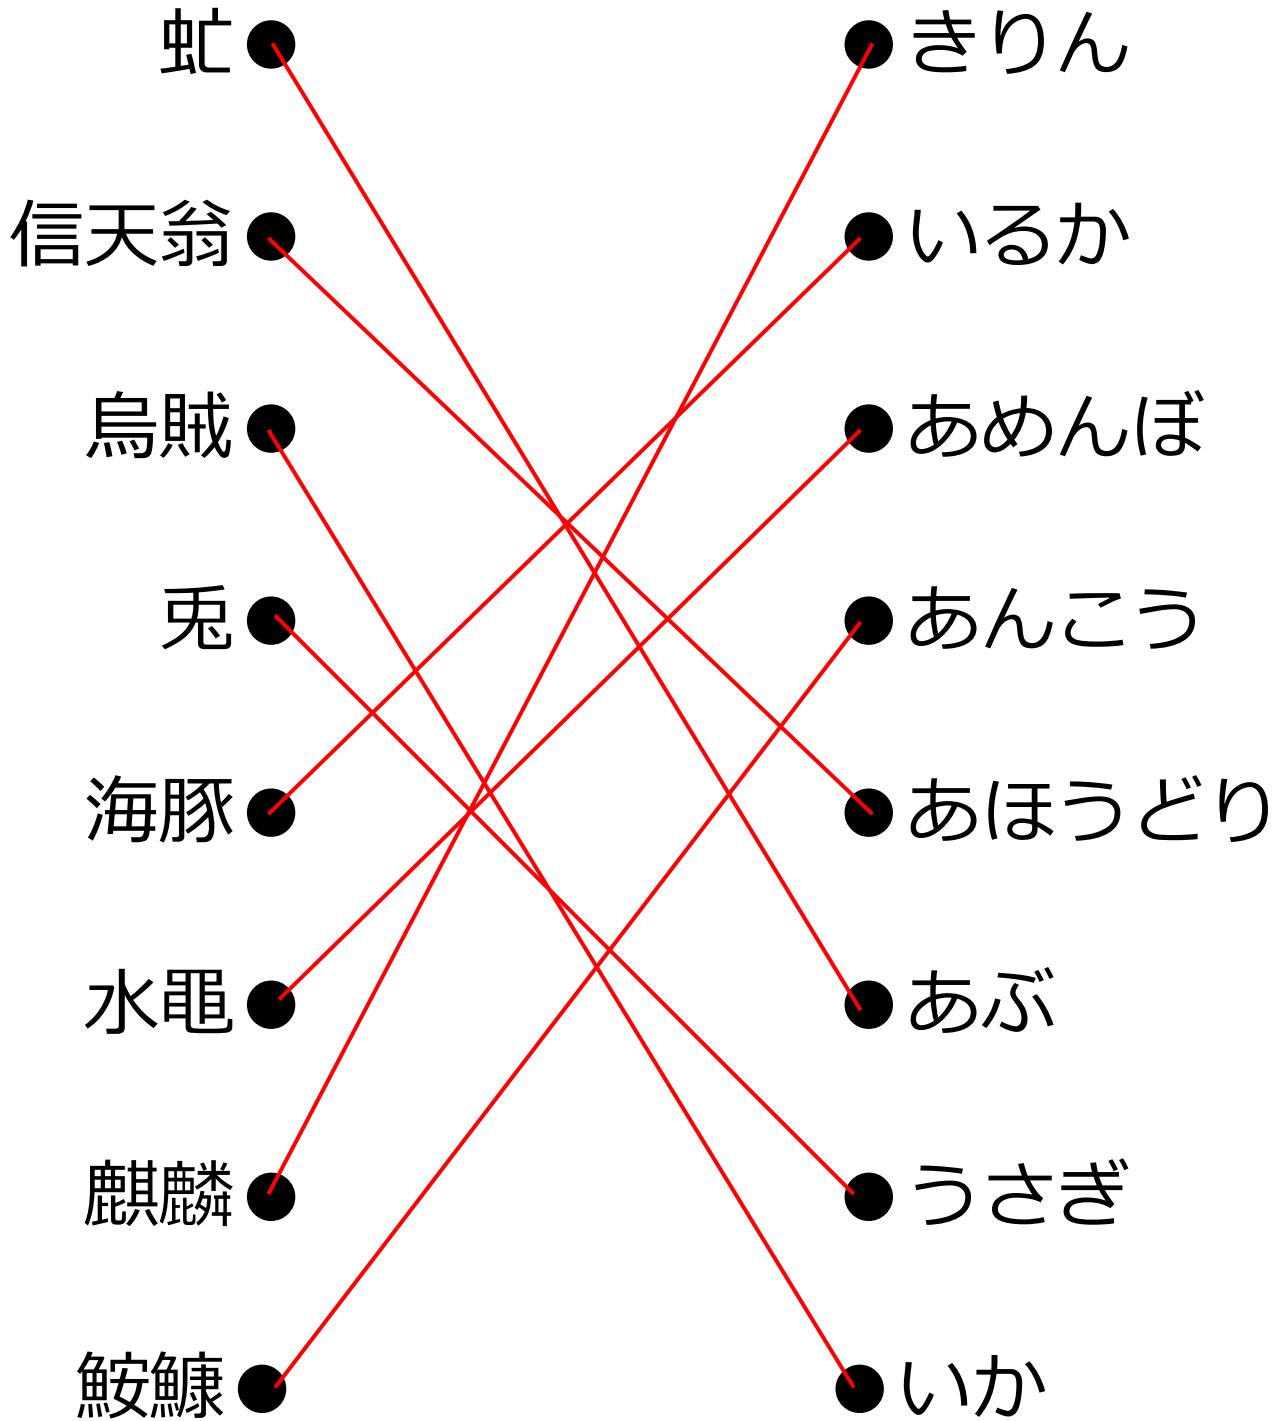 虻 きりん
信天翁 いるか
烏賊 あめんぼ
兎 あんこう
海豚 あほうどり
水黽 あぶ
麒麟 うさぎ
鮟鱇 いか